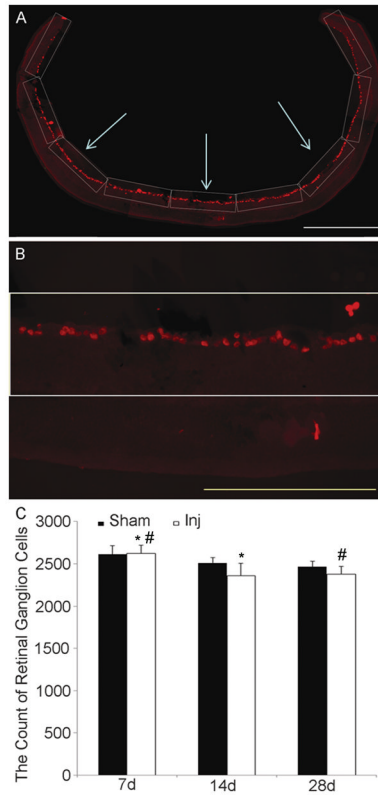 A
B
C
Sham Inj
The Count of Retinal Ganglion Cells
3000
2500
2000
1500
1000
500
0
* #
*
#
7d 14d 28d